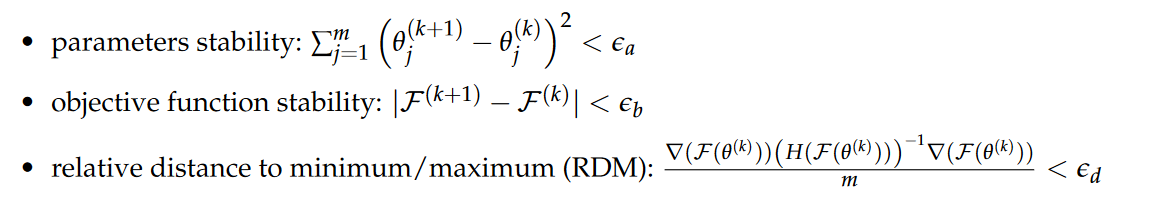 • parameters stability: $\sum_{j=1}^{m} \left(\theta_j^{(k+1)} - \theta_j^{(k)}\right)^2 < \epsilon_a$
• objective function stability: $|\mathcal{F}^{(k+1)} - \mathcal{F}^{(k)}| < \epsilon_b$
• relative distance to minimum/maximum (RDM): $\frac{\nabla(\mathcal{F}(\theta^{(k)}))\left(H(\mathcal{F}(\theta^{(k)}))\right)^{-1}\nabla(\mathcal{F}(\theta^{(k)}))}{m} < \epsilon_d$